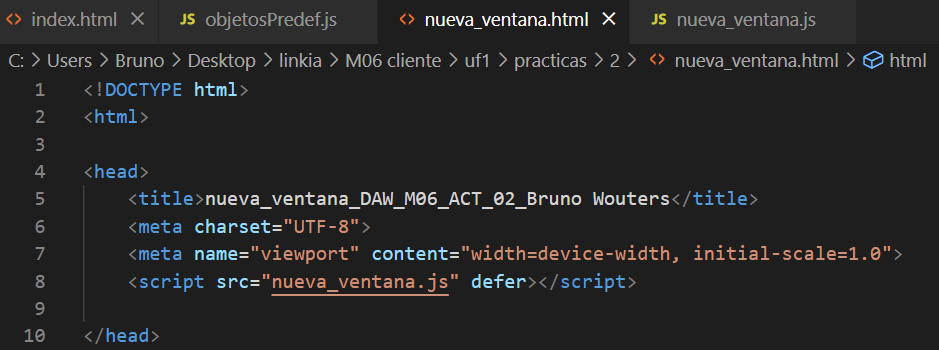 index.html JS objetosPredef.js nueva_ventana.html JS nueva_ventana.js
C: > Users > Bruno > Desktop > linkia > M06 cliente > uf1 > practicas > 2 > nueva_ventana.html > html
1 <!DOCTYPE html>
2 <html>
3
4 <head>
5 <title>nueva_ventana_DAW_M06_ACT_02_Bruno Wouters</title>
6 <meta charset="UTF-8">
7 <meta name="viewport" content="width=device-width, initial-scale=1.0">
8 <script src="nueva_ventana.js" defer></script>
9
10 </head>